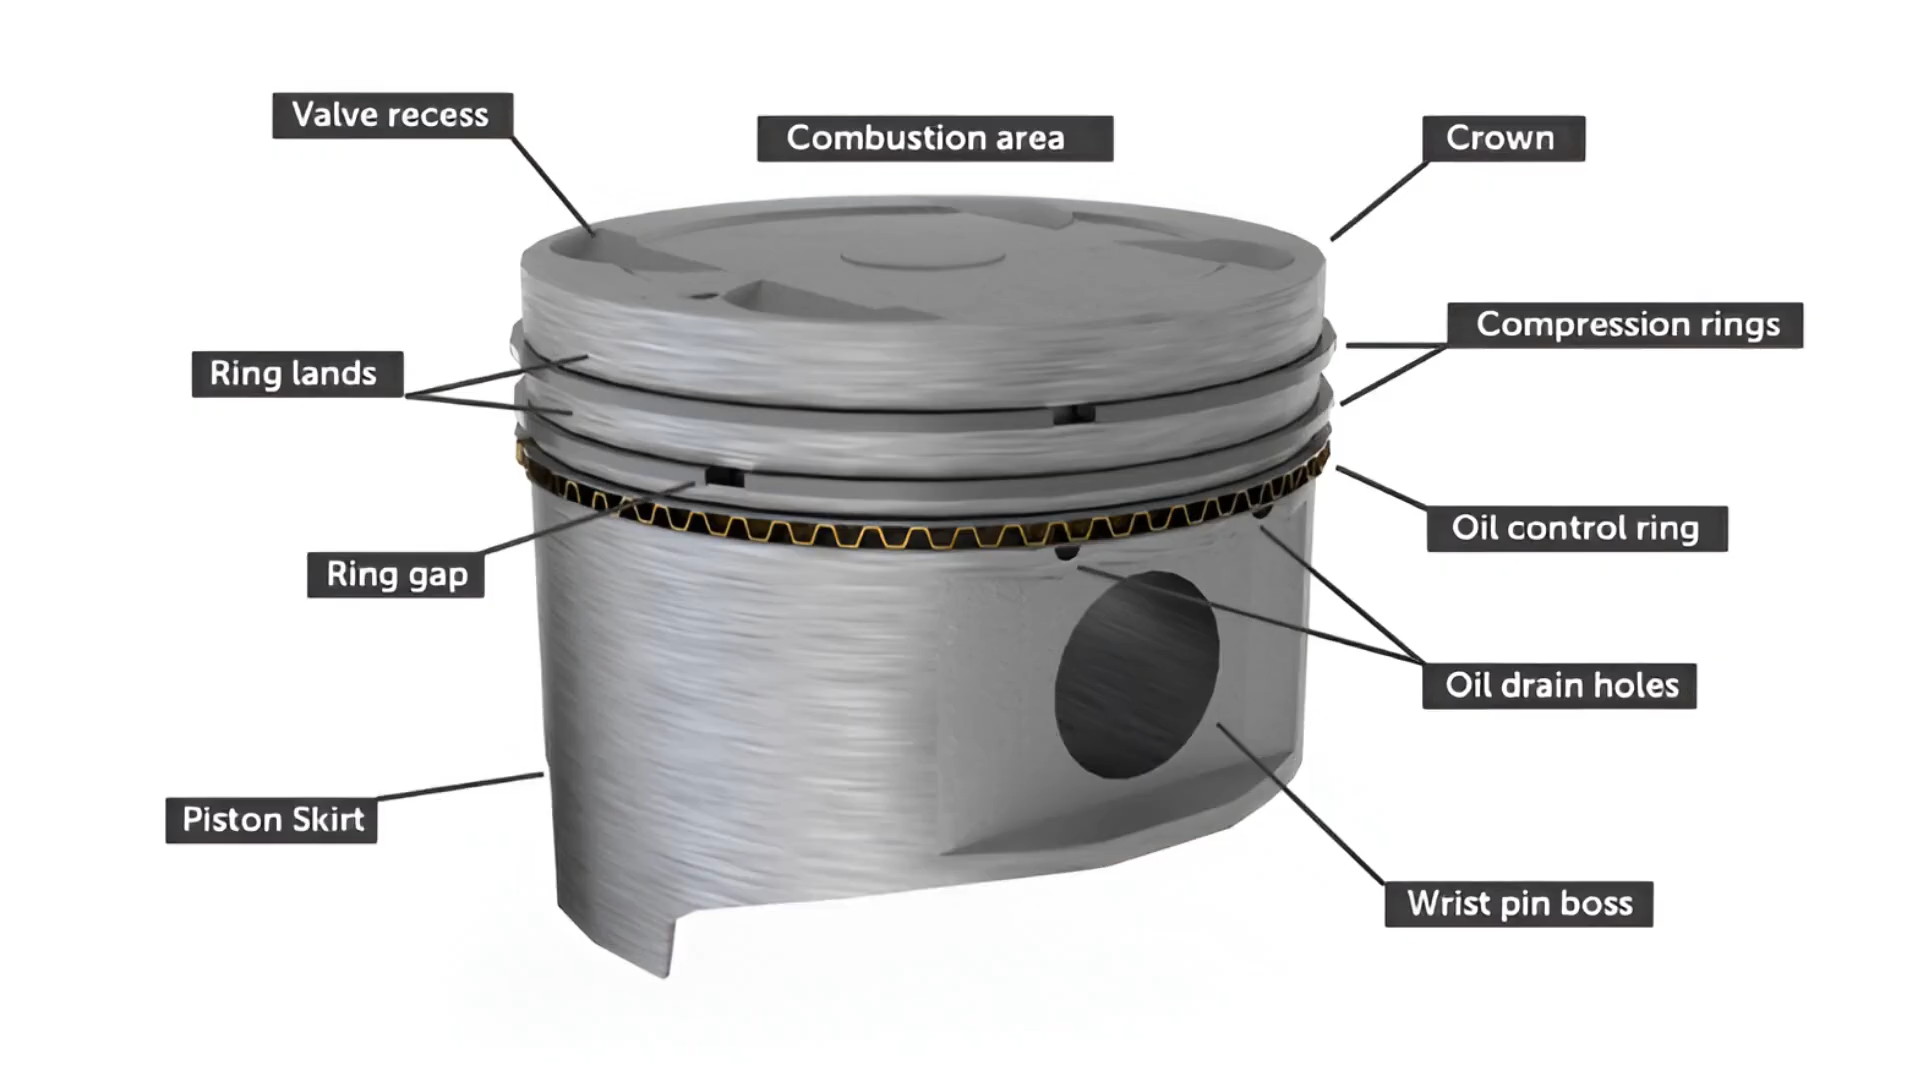 Valve recess
Combustion area
Crown
Compression rings
Ring lands
Oil control ring
Ring gap
Oil drain holes
Piston Skirt
Wrist pin boss